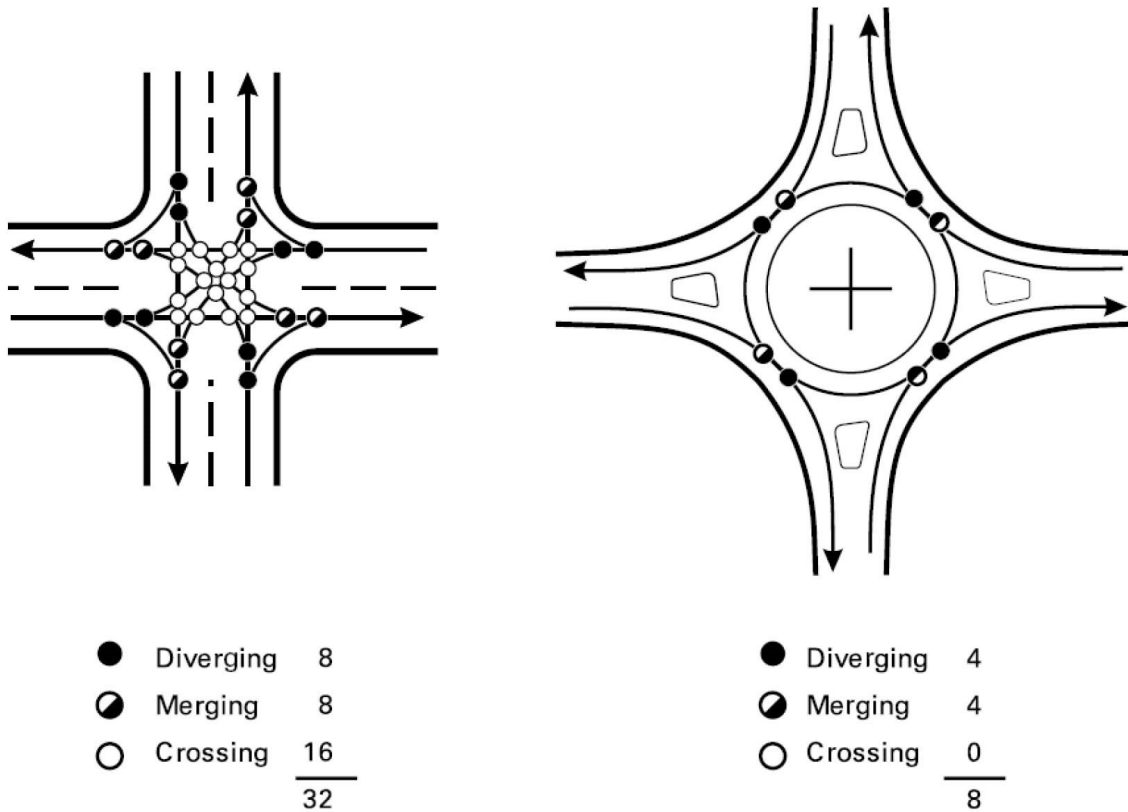 Diverging 8
Merging 8
Crossing 16
32
Diverging 4
Merging 4
Crossing 0
8